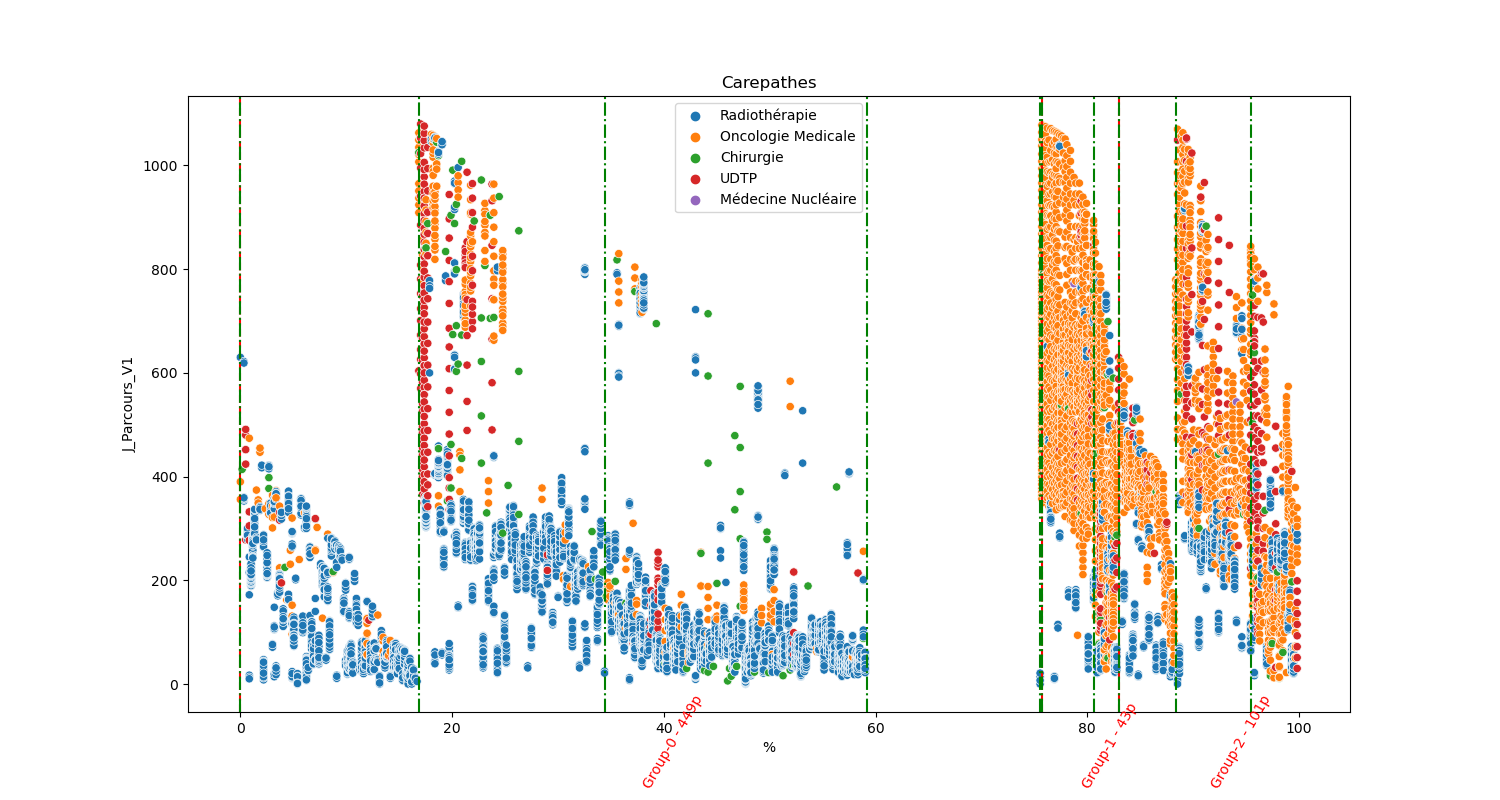 Carepathes
Radiothérapie
Oncologie Medicale
Chirurgie
UDTP
Médecine Nucléaire
J_Parcours_V1
1000
800
600
400
200
0
0 20 40 60 80 100
%
Group-0 - 449p
Group-1 - 43p
Group-2 - 101p